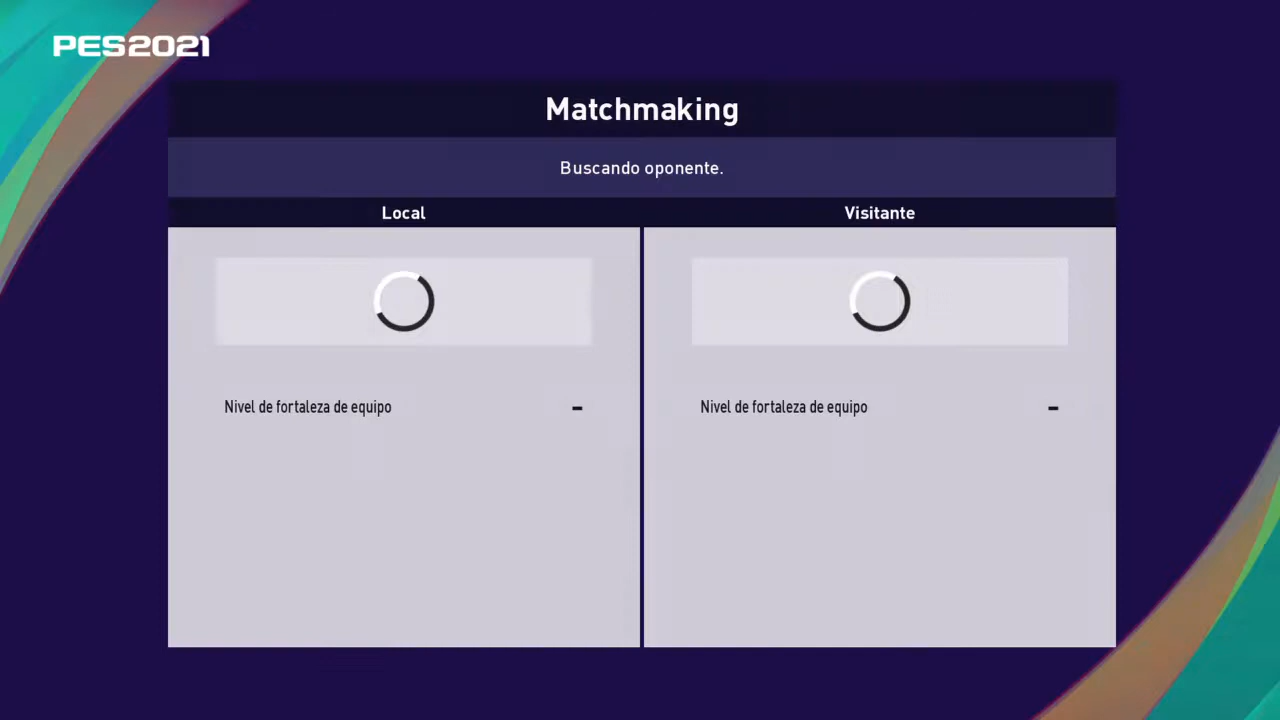 PES2021
Matchmaking
Buscando oponente.
Local
Visitante
Nivel de fortaleza de equipo -
Nivel de fortaleza de equipo -